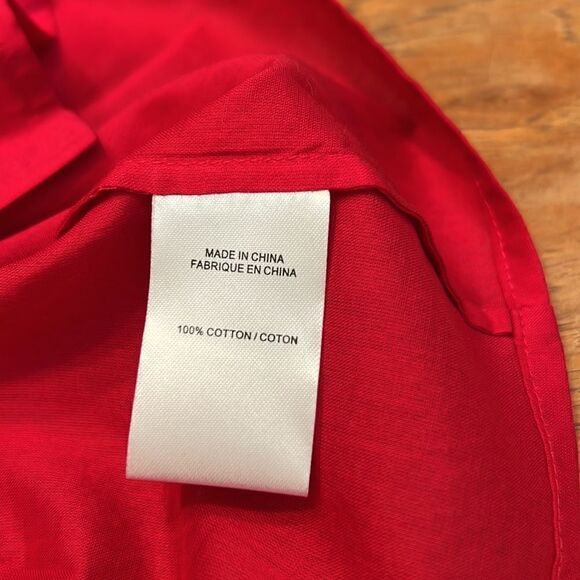 MADE IN CHINA
FABRIQUE EN CHINA
100% COTTON / COTON